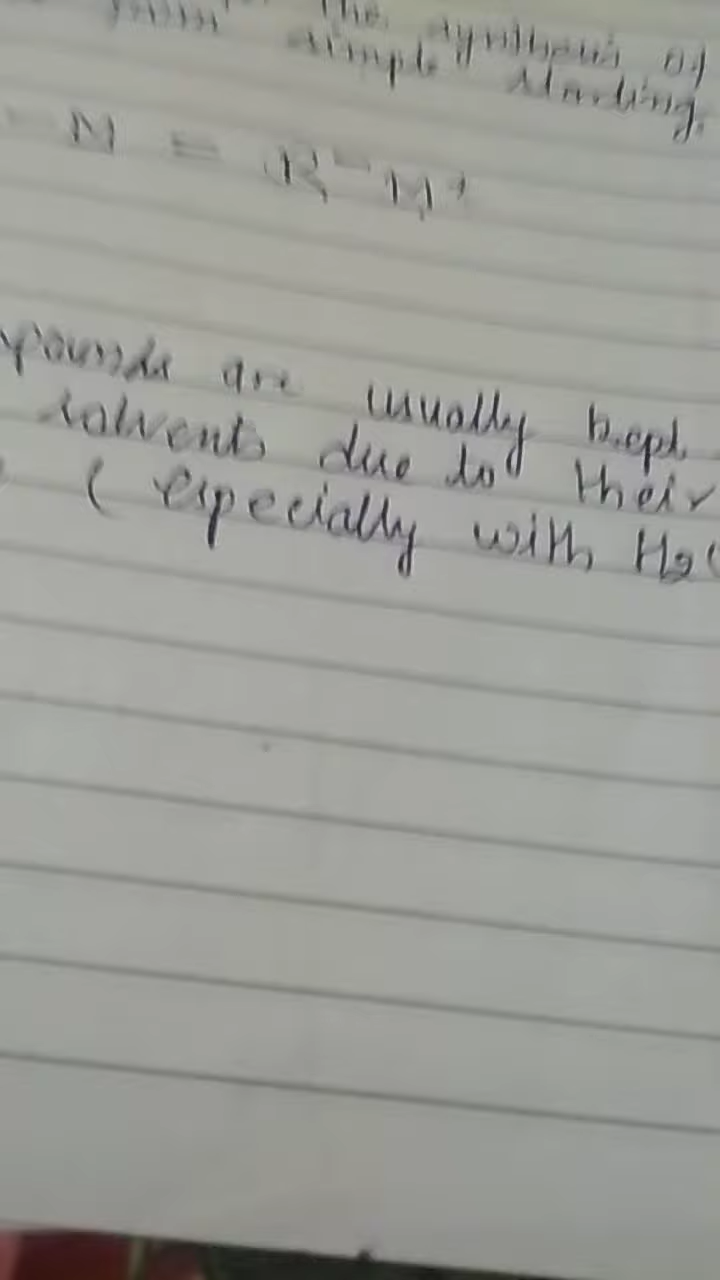 the synthesis of
simple starting
- M = R⁻ M⁺
pounds are usually kept
solvents due to their
( especially with H₂